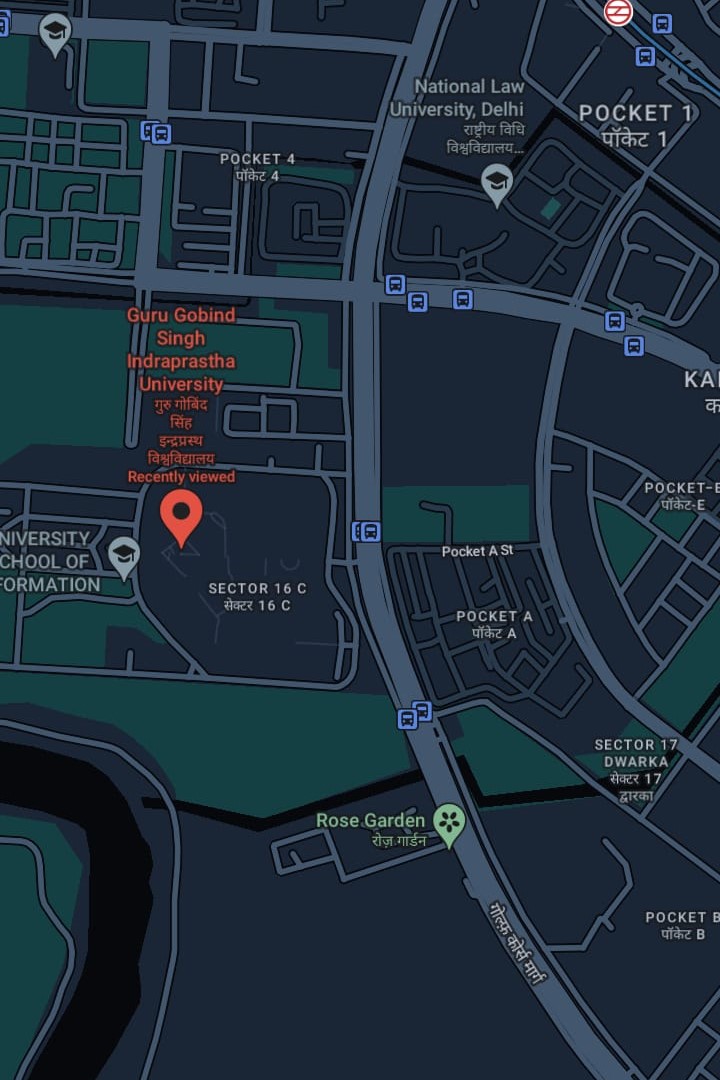 National Law
University, Delhi
राष्ट्रीय विधि
विश्वविद्यालय...
POCKET 1
पॉकेट 1
POCKET 4
पॉकेट 4
Guru Gobind
Singh
Indraprastha
University
गुरु गोबिंद
सिंह
इन्द्रप्रस्थ
विश्वविद्यालय
Recently viewed
KA
क
POCKET-E
पॉकेट-E
NIVERSITY
CHOOL OF
FORMATION
Pocket A St
SECTOR 16 C
सेक्टर 16 C
POCKET A
पॉकेट A
SECTOR 17
DWARKA
सेक्टर 17
द्वारका
Rose Garden
रोज़ गार्डन
गोल्फ़ कोर्स मार्ग
POCKET B
पॉकेट B